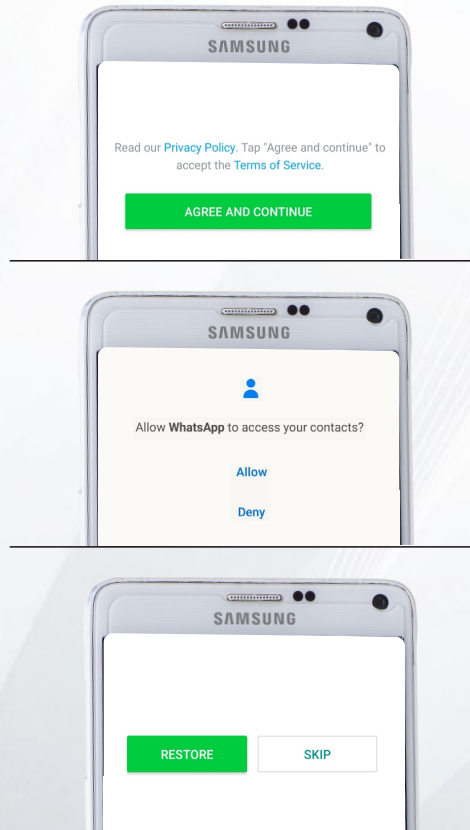 SAMSUNG
Read our Privacy Policy. Tap "Agree and continue" to
accept the Terms of Service.
AGREE AND CONTINUE
SAMSUNG
Allow WhatsApp to access your contacts?
Allow
Deny
SAMSUNG
RESTORE
SKIP